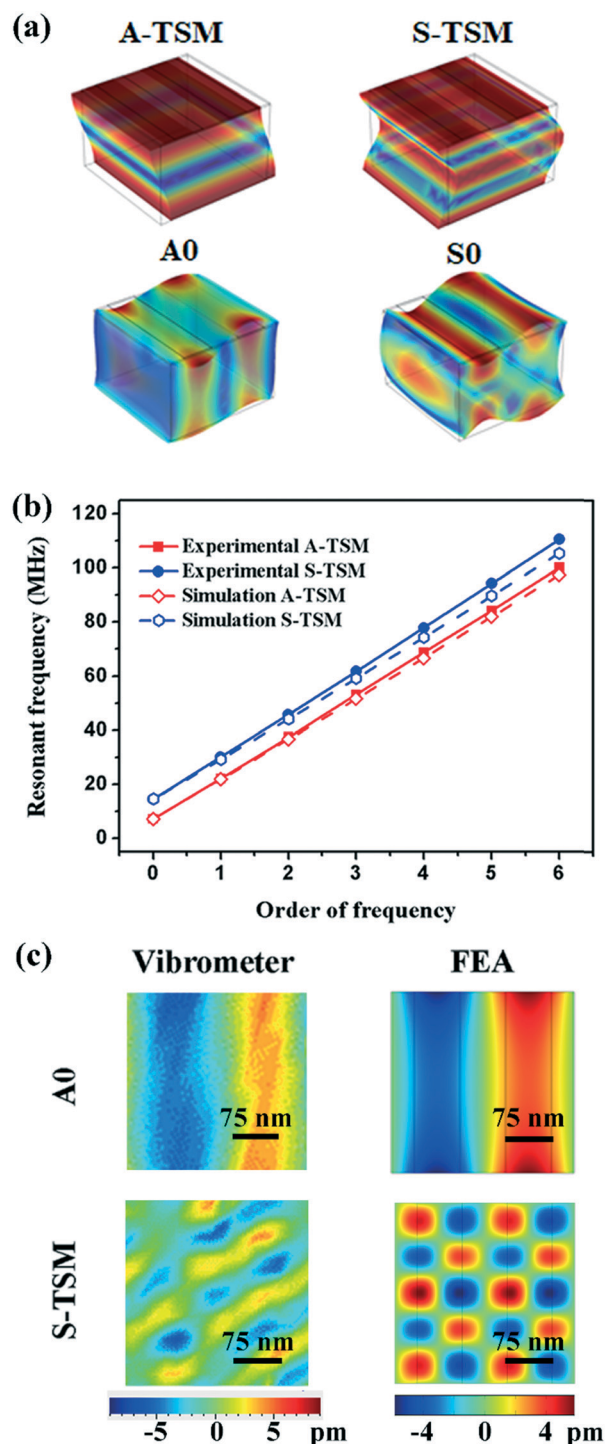 (a)
A-TSM S-TSM
A0 S0
(b)
120
100
80
60
40
20
0
Resonant frequency (MHz)
Experimental A-TSM
Experimental S-TSM
Simulation A-TSM
Simulation S-TSM
0 1 2 3 4 5 6
Order of frequency
(c)
Vibrometer FEA
A0
75 nm 75 nm
S-TSM
75 nm 75 nm
-5 0 5 pm -4 0 4 pm